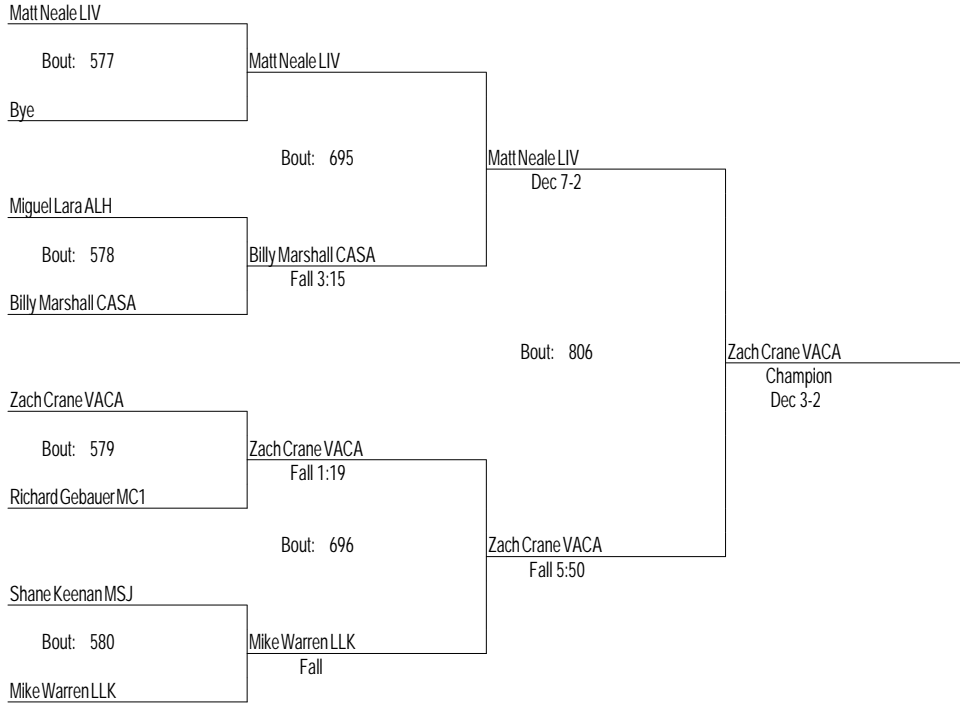 Matt Neale LIV
Bout: 577
Matt Neale LIV
Bye
Bout: 695
Matt Neale LIV
Dec 7-2
Miguel Lara ALH
Bout: 578
Billy Marshall CASA
Fall 3:15
Billy Marshall CASA
Bout: 806
Zach Crane VACA
Champion
Dec 3-2
Zach Crane VACA
Bout: 579
Zach Crane VACA
Fall 1:19
Richard Gebauer MC1
Bout: 696
Zach Crane VACA
Fall 5:50
Shane Keenan MSJ
Bout: 580
Mike Warren LLK
Fall
Mike Warren LLK